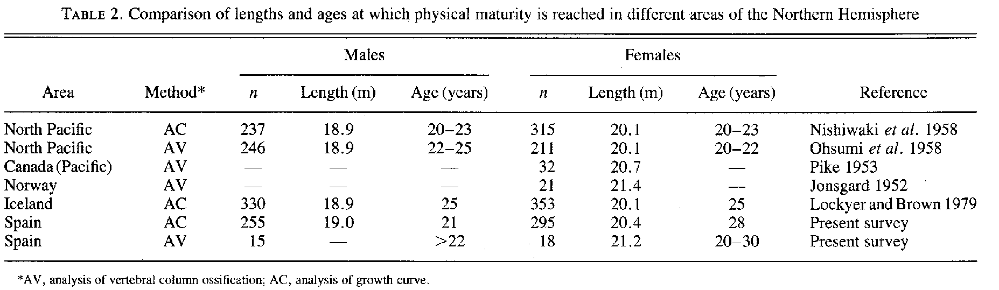 TABLE 2. Comparison of lengths and ages at which physical maturity is reached in different areas of the Northern Hemisphere
Males Females
Area Method* n Length (m) Age (years) n Length (m) Age (years) Reference
North Pacific AC 237 18.9 20–23 315 20.1 20–23 Nishiwaki et al. 1958
North Pacific AV 246 18.9 22–25 211 20.1 20–22 Ohsumi et al. 1958
Canada (Pacific) AV — — — 32 20.7 — Pike 1953
Norway AV — — — 21 21.4 — Jonsgard 1952
Iceland AC 330 18.9 25 353 20.1 25 Lockyer and Brown 1979
Spain AC 255 19.0 21 295 20.4 28 Present survey
Spain AV 15 — >22 18 21.2 20–30 Present survey
*AV, analysis of vertebral column ossification; AC, analysis of growth curve.